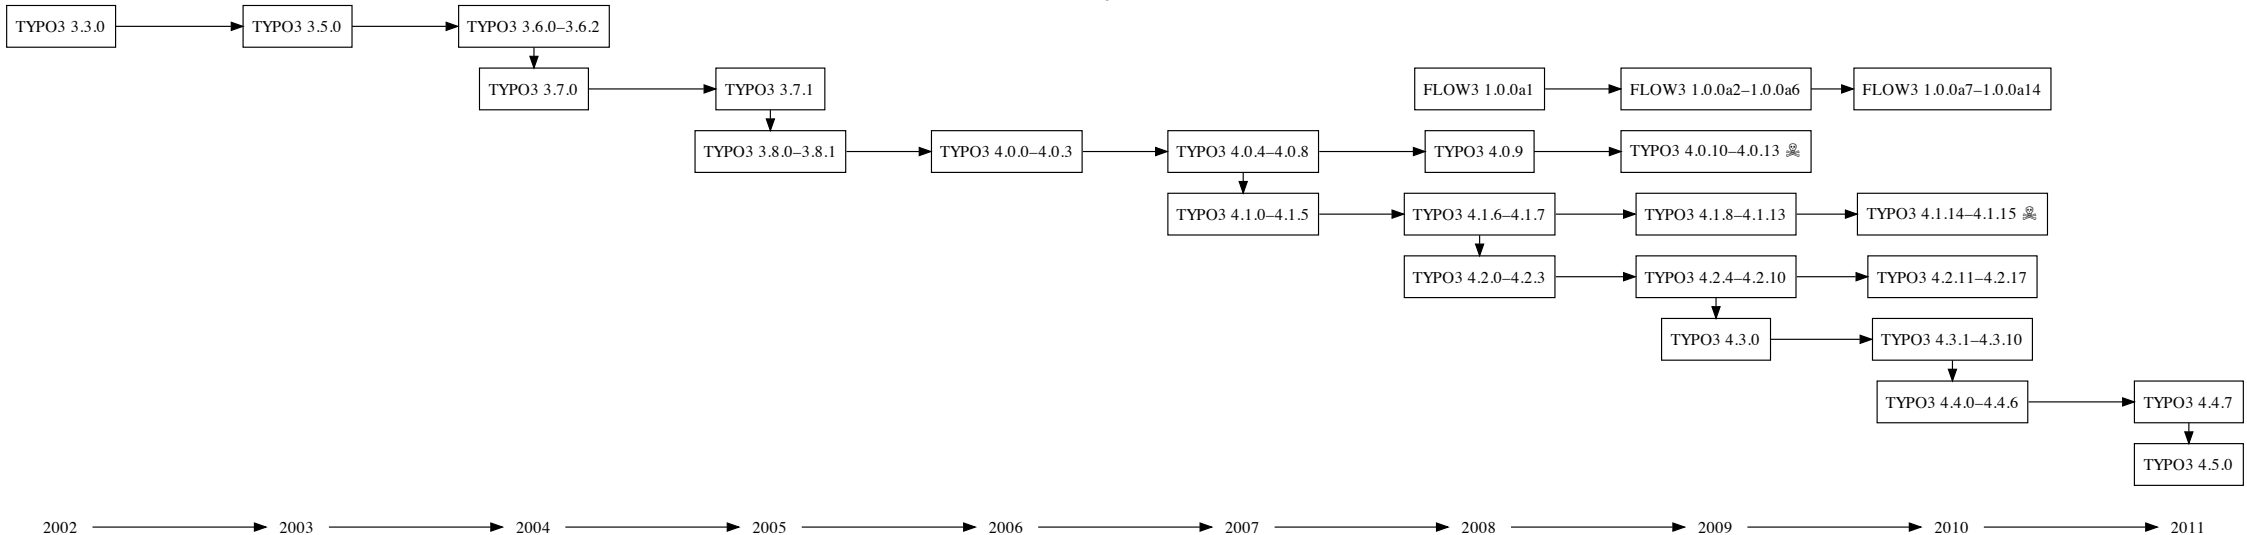 TYPO3 3.3.0
TYPO3 3.5.0
TYPO3 3.6.0–3.6.2
TYPO3 3.7.0
TYPO3 3.7.1
FLOW3 1.0.0a1
FLOW3 1.0.0a2–1.0.0a6
FLOW3 1.0.0a7–1.0.0a14
TYPO3 3.8.0–3.8.1
TYPO3 4.0.0–4.0.3
TYPO3 4.0.4–4.0.8
TYPO3 4.0.9
TYPO3 4.0.10–4.0.13 ☠
TYPO3 4.1.0–4.1.5
TYPO3 4.1.6–4.1.7
TYPO3 4.1.8–4.1.13
TYPO3 4.1.14–4.1.15 ☠
TYPO3 4.2.0–4.2.3
TYPO3 4.2.4–4.2.10
TYPO3 4.2.11–4.2.17
TYPO3 4.3.0
TYPO3 4.3.1–4.3.10
TYPO3 4.4.0–4.4.6
TYPO3 4.4.7
TYPO3 4.5.0
2002
2003
2004
2005
2006
2007
2008
2009
2010
2011